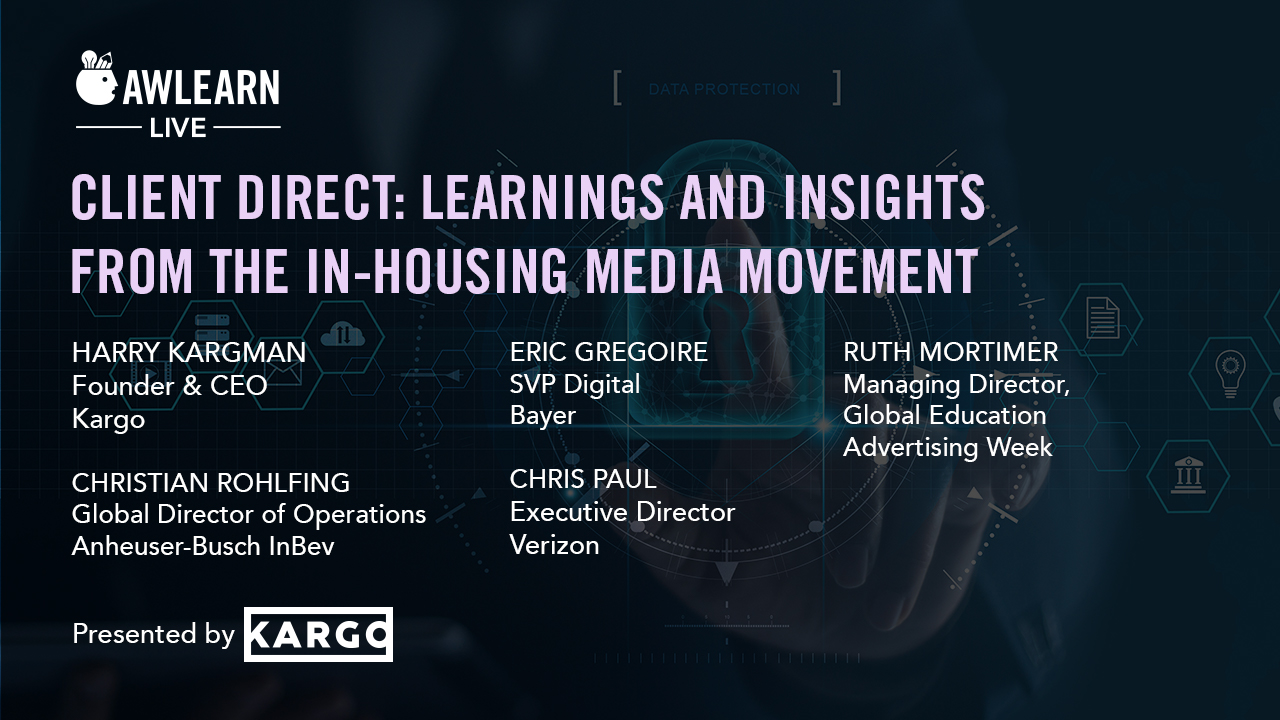 AWLEARN
LIVE
[ DATA PROTECTION ]
CLIENT DIRECT: LEARNINGS AND INSIGHTS
FROM THE IN-HOUSING MEDIA MOVEMENT
HARRY KARGMAN
Founder & CEO
Kargo
CHRISTIAN ROHLFING
Global Director of Operations
Anheuser-Busch InBev
ERIC GREGOIRE
SVP Digital
Bayer
CHRIS PAUL
Executive Director
Verizon
RUTH MORTIMER
Managing Director,
Global Education
Advertising Week
Presented by KARGO